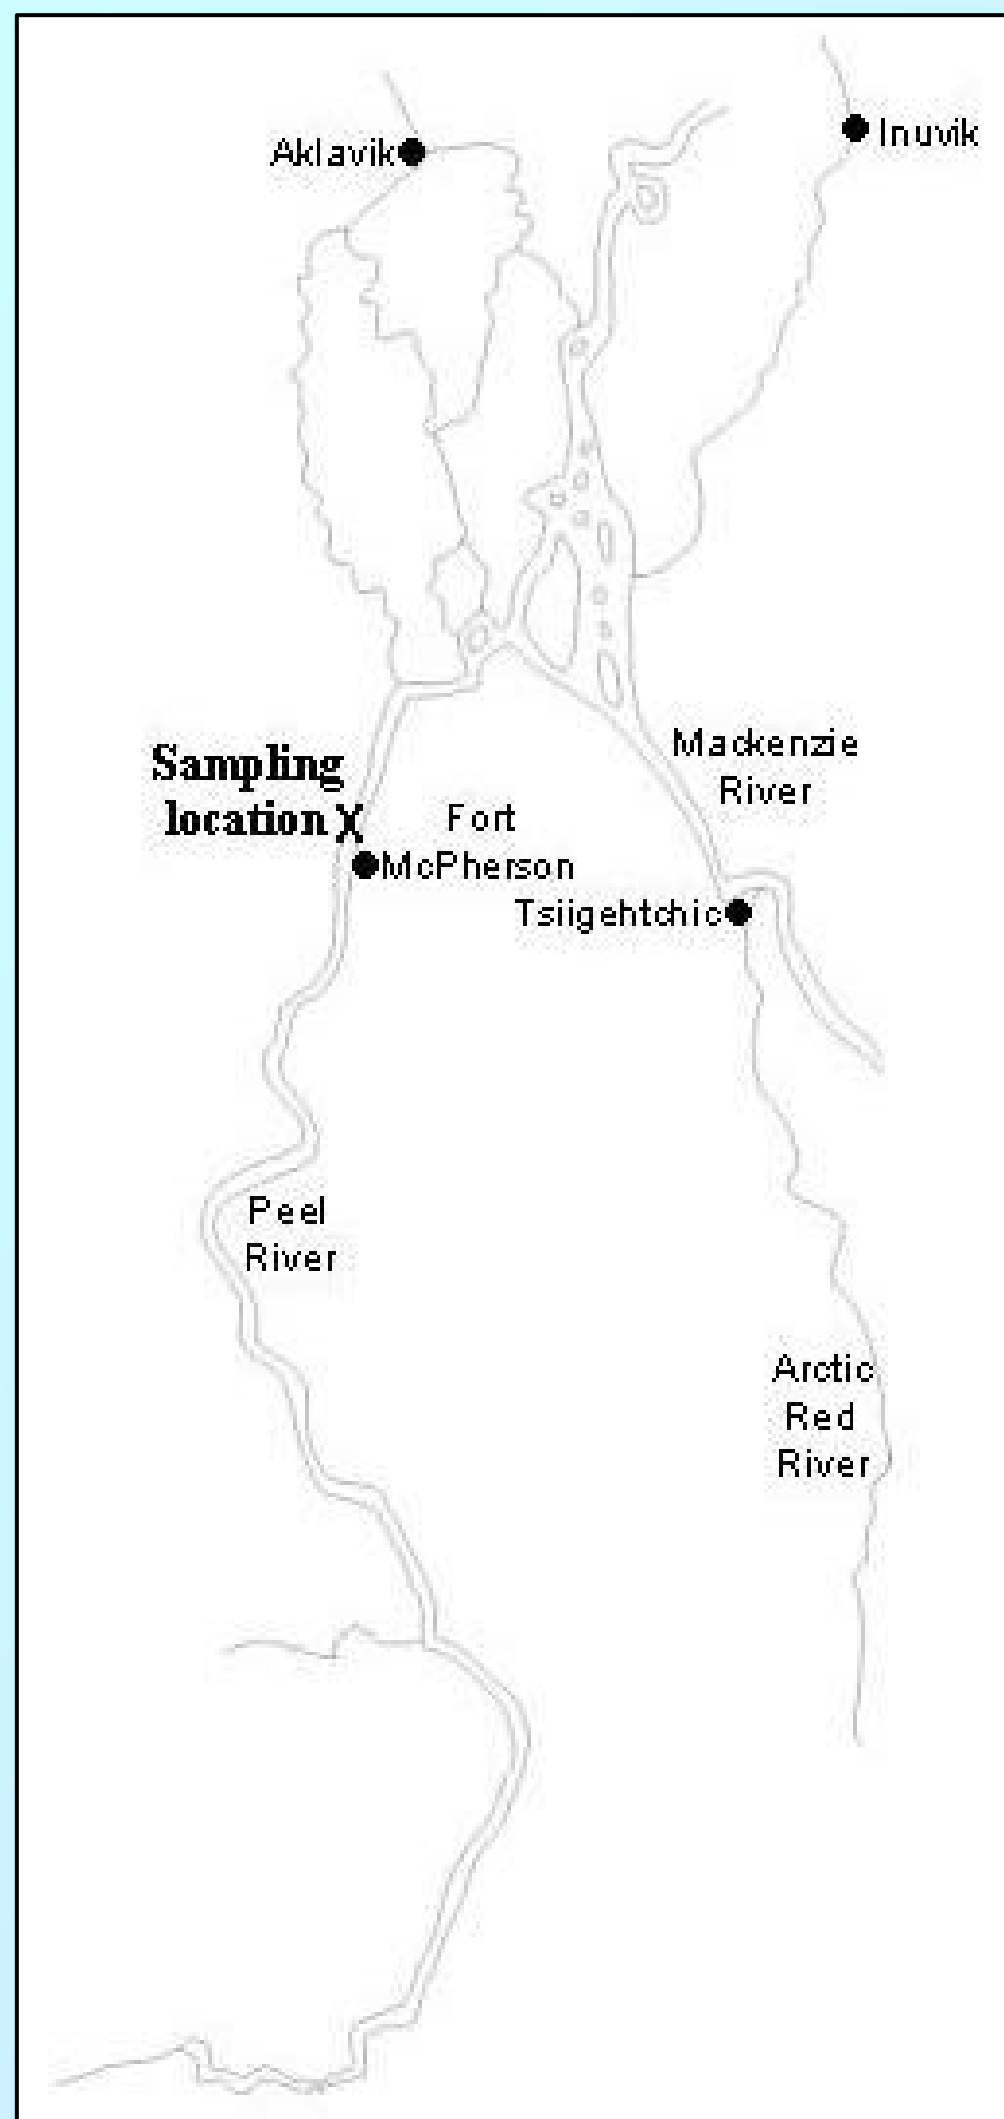 Aklavik
Inuvik
Mackenzie
River
Sampling
location X
Fort
McPherson
Tsiigehtchic
Peel
River
Arctic
Red
River